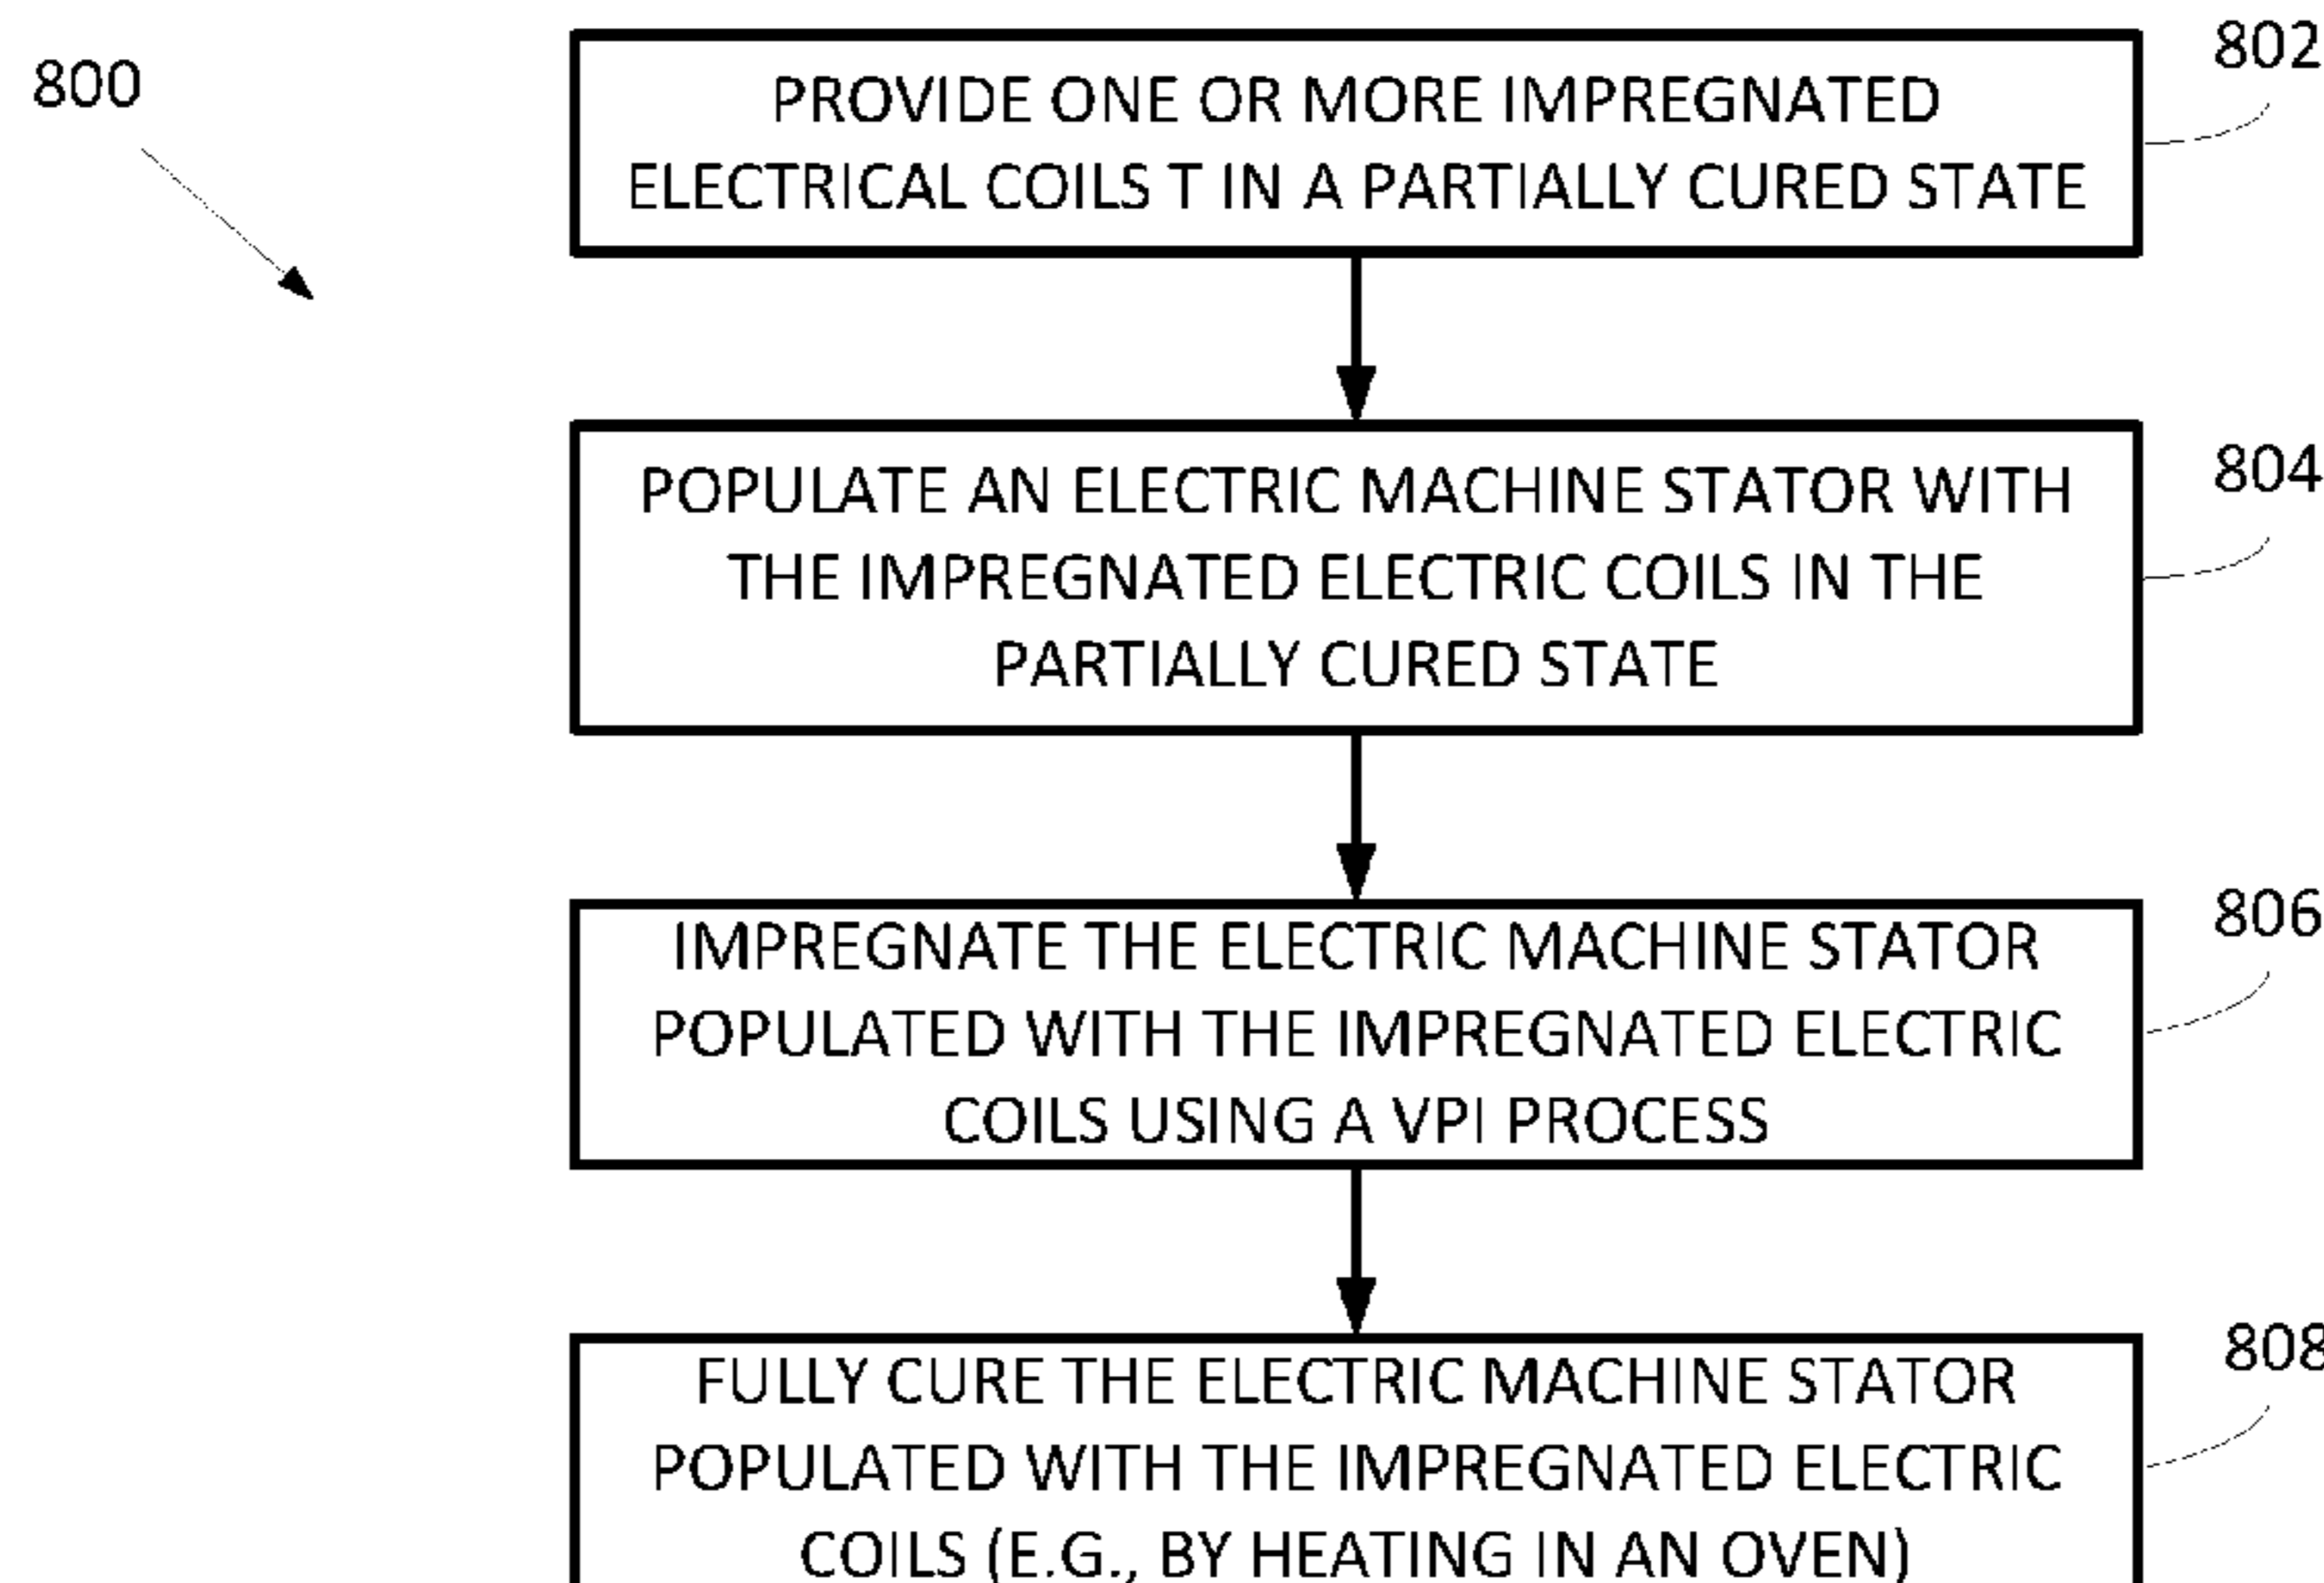 800
802
PROVIDE ONE OR MORE IMPREGNATED
ELECTRICAL COILS T IN A PARTIALLY CURED STATE
804
POPULATE AN ELECTRIC MACHINE STATOR WITH
THE IMPREGNATED ELECTRIC COILS IN THE
PARTIALLY CURED STATE
806
IMPREGNATE THE ELECTRIC MACHINE STATOR
POPULATED WITH THE IMPREGNATED ELECTRIC
COILS USING A VPI PROCESS
808
FULLY CURE THE ELECTRIC MACHINE STATOR
POPULATED WITH THE IMPREGNATED ELECTRIC
COILS (E.G., BY HEATING IN AN OVEN)